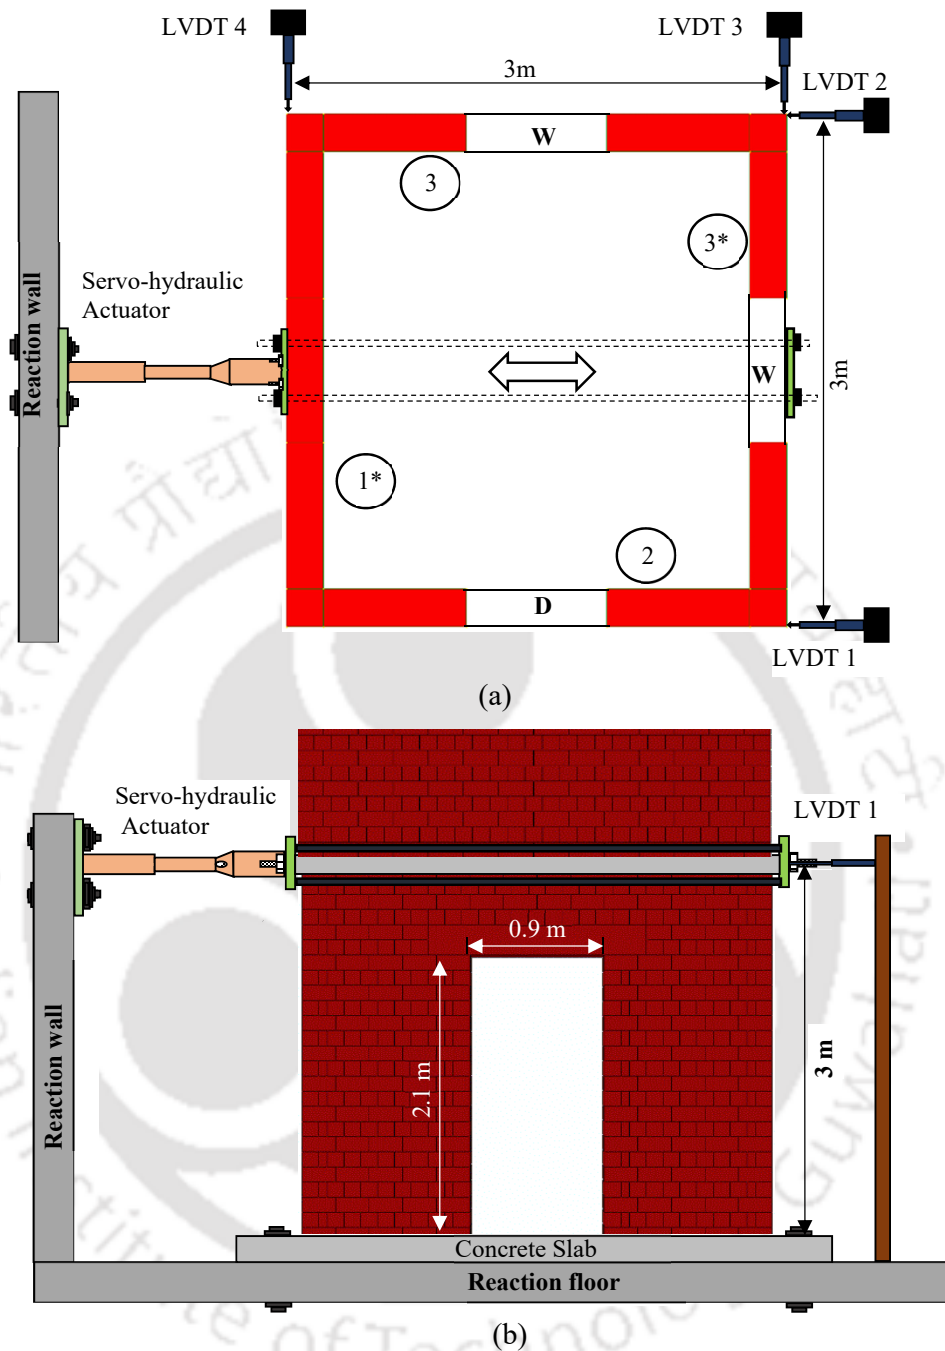 LVDT 4
LVDT 3
3m
LVDT 2
W
3
3*
Servo-hydraulic
Actuator
Reaction wall
W
3m
1*
2
D
LVDT 1
(a)
Servo-hydraulic
Actuator
LVDT 1
0.9 m
2.1 m
3 m
Reaction wall
Concrete Slab
Reaction floor
(b)